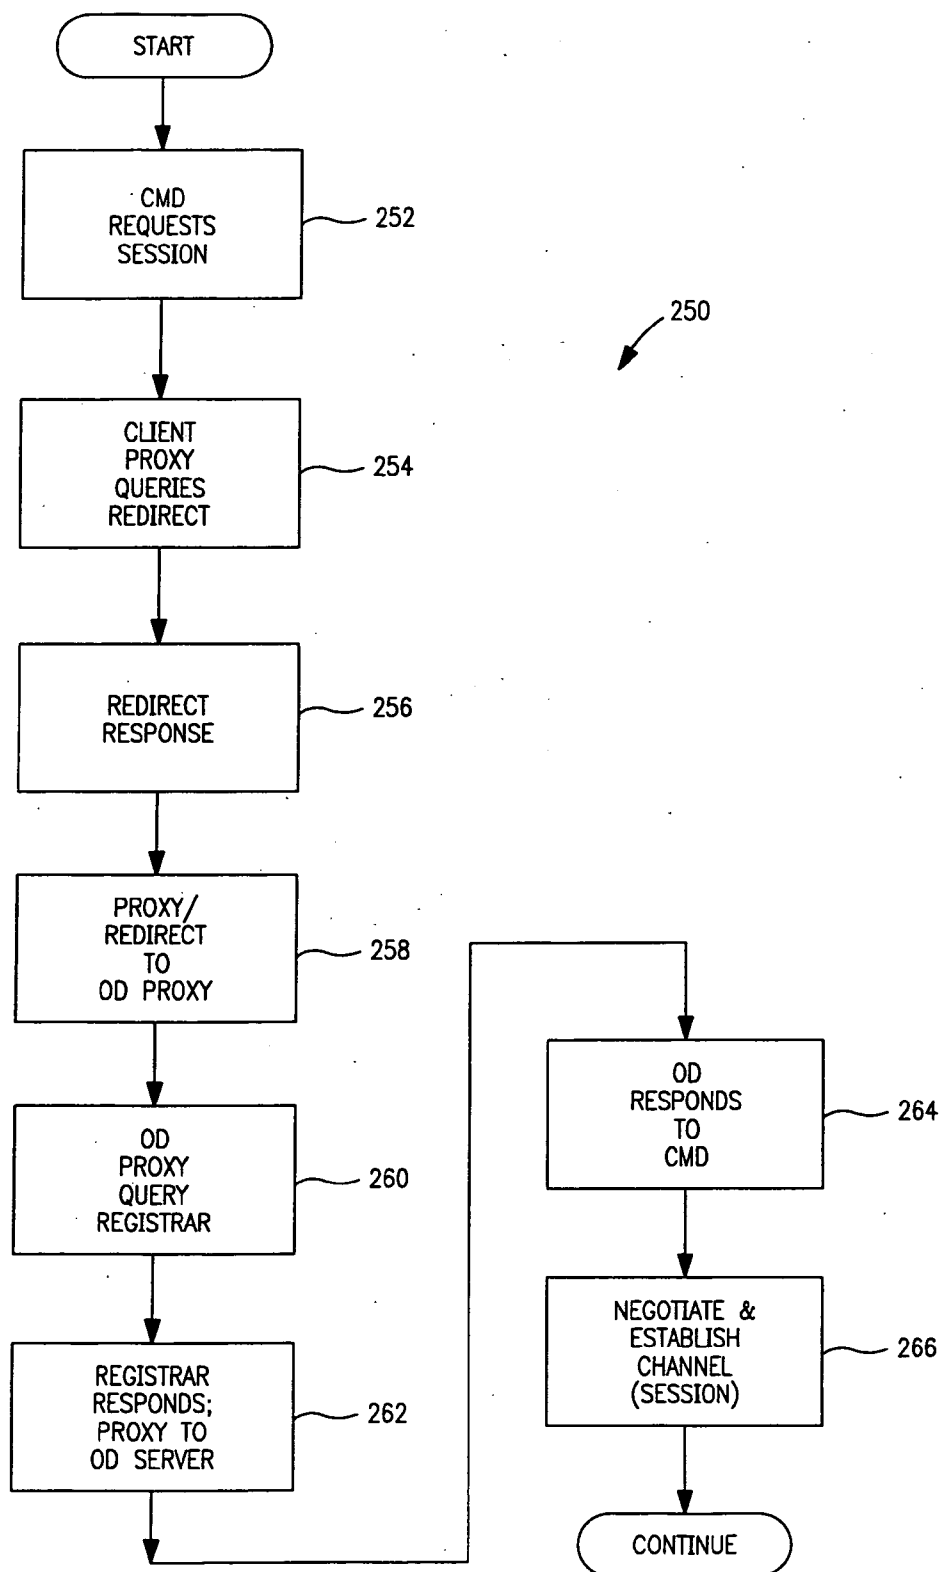 START
CMD
REQUESTS
SESSION
252
250
CLIENT
PROXY
QUERIES
REDIRECT
254
REDIRECT
RESPONSE
256
PROXY/
REDIRECT
TO
OD PROXY
258
OD
PROXY
QUERY
REGISTRAR
260
REGISTRAR
RESPONDS;
PROXY TO
OD SERVER
262
OD
RESPONDS
TO
CMD
264
NEGOTIATE &
ESTABLISH
CHANNEL
(SESSION)
266
CONTINUE